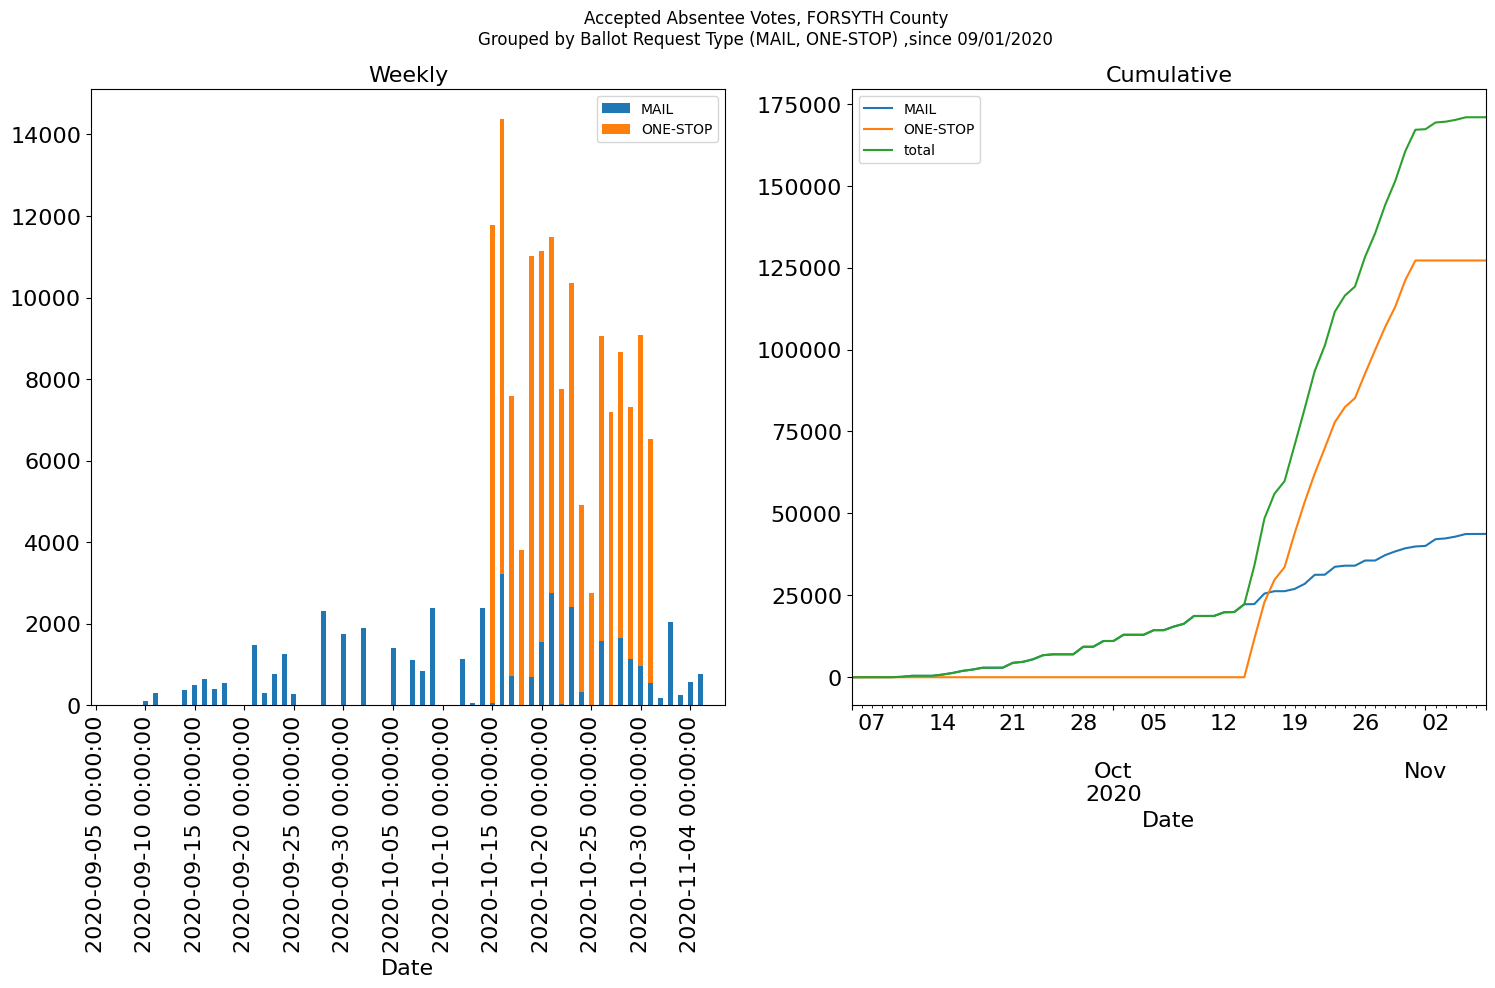 Accepted Absentee Votes, FORSYTH County
Grouped by Ballot Request Type (MAIL, ONE-STOP) ,since 09/01/2020
Weekly
MAIL
ONE-STOP
14000
12000
10000
8000
6000
4000
2000
0
2020-09-05 00:00:00
2020-09-10 00:00:00
2020-09-15 00:00:00
2020-09-20 00:00:00
2020-09-25 00:00:00
2020-09-30 00:00:00
2020-10-05 00:00:00
2020-10-10 00:00:00
2020-10-15 00:00:00
2020-10-20 00:00:00
2020-10-25 00:00:00
2020-10-30 00:00:00
2020-11-04 00:00:00
Date
Cumulative
MAIL
ONE-STOP
total
175000
150000
125000
100000
75000
50000
25000
0
07 14 21 28 05 12 19 26 02
Oct Nov
2020
Date